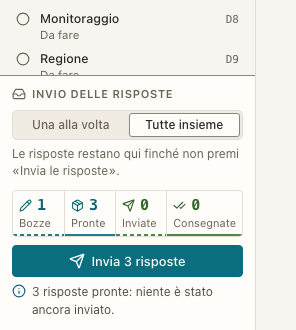 Monitoraggio D8
Da fare
Regione D9
Da fare
INVIO DELLE RISPOSTE
Una alla volta Tutte insieme
Le risposte restano qui finché non premi
«Invia le risposte».
1 3 0 0
Bozze Pronte Inviate Consegnate
Invia 3 risposte
3 risposte pronte: niente è stato
ancora inviato.